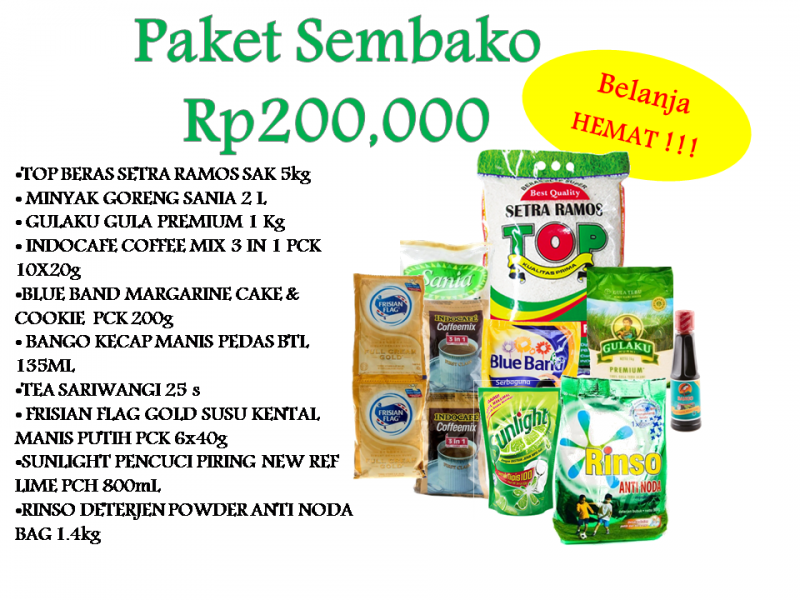 Paket Sembako
Rp200,000
Belanja
HEMAT !!!
•TOP BERAS SETRA RAMOS SAK 5kg
• MINYAK GORENG SANIA 2 L
• GULAKU GULA PREMIUM 1 Kg
• INDOCAFE COFFEE MIX 3 IN 1 PCK
10X20g
•BLUE BAND MARGARINE CAKE &
COOKIE PCK 200g
• BANGO KECAP MANIS PEDAS BTL
135ML
•TEA SARIWANGI 25 s
• FRISIAN FLAG GOLD SUSU KENTAL
MANIS PUTIH PCK 6x40g
•SUNLIGHT PENCUCI PIRING NEW REF
LIME PCH 800mL
•RINSO DETERJEN POWDER ANTI NODA
BAG 1.4kg
Best Quality
SETRA RAMOS
TOP
KUALITAS PRIMA
Sania
FRISIAN
FLAG
GOLD
INDOCAFE
Coffeemix
3 in 1
Blue Band
Serbaguna
GULAKU
PREMIUM
FRISIAN
FLAG
INDOCAFE
Coffeemix
3 in 1
Sunlight
Rinso
ANTI NODA